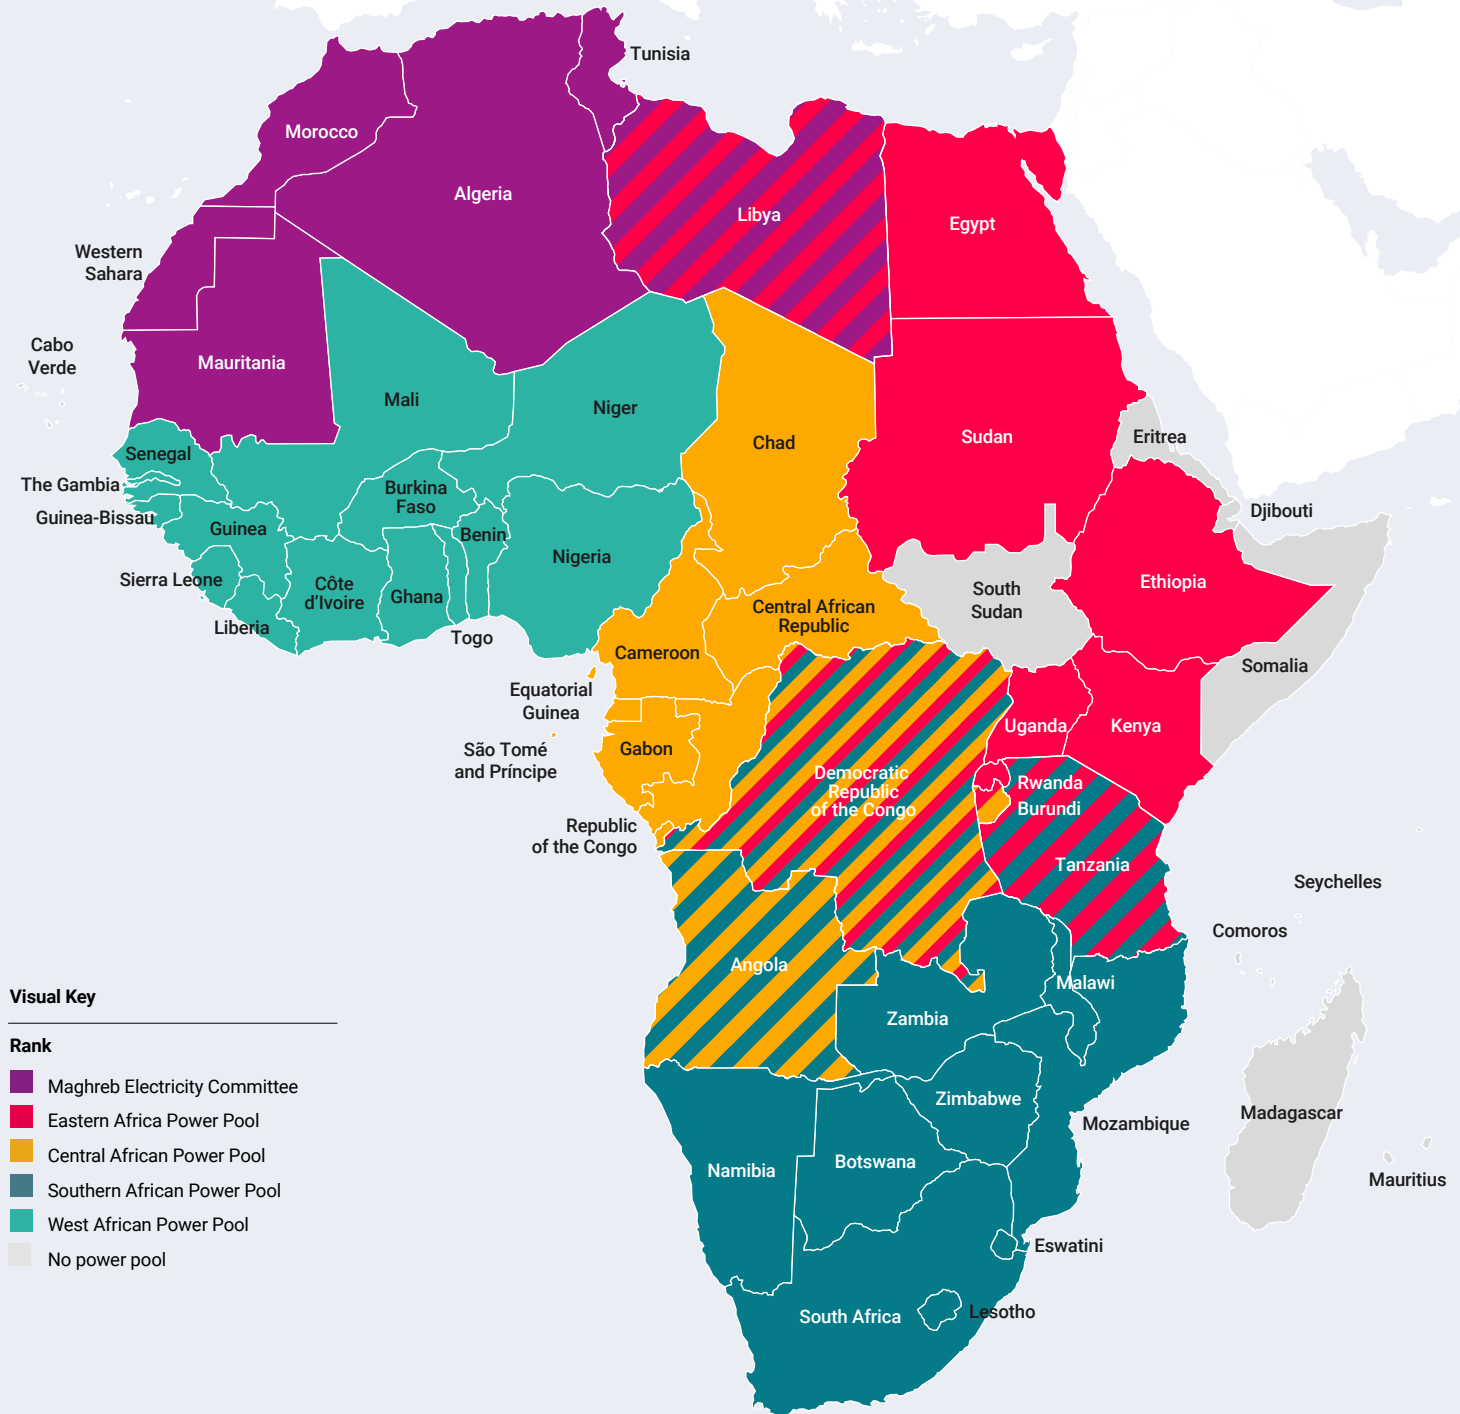 Tunisia
Morocco
Algeria
Libya
Egypt
Western
Sahara
Cabo
Verde
Mauritania
Mali
Niger
Chad
Sudan
Eritrea
Senegal
The Gambia
Guinea-Bissau
Burkina
Faso
Guinea
Benin
Nigeria
Djibouti
Sierra Leone
Côte
d’Ivoire
Ghana
Liberia
Togo
Central African
Republic
South
Sudan
Ethiopia
Cameroon
Somalia
Equatorial
Guinea
Gabon
São Tomé
and Príncipe
Uganda
Kenya
Democratic
Republic
of the Congo
Rwanda
Burundi
Republic
of the Congo
Tanzania
Seychelles
Comoros
Angola
Malawi
Zambia
Zimbabwe
Mozambique
Madagascar
Mauritius
Namibia
Botswana
Eswatini
Lesotho
South Africa
Visual Key
Rank
Maghreb Electricity Committee
Eastern Africa Power Pool
Central African Power Pool
Southern African Power Pool
West African Power Pool
No power pool